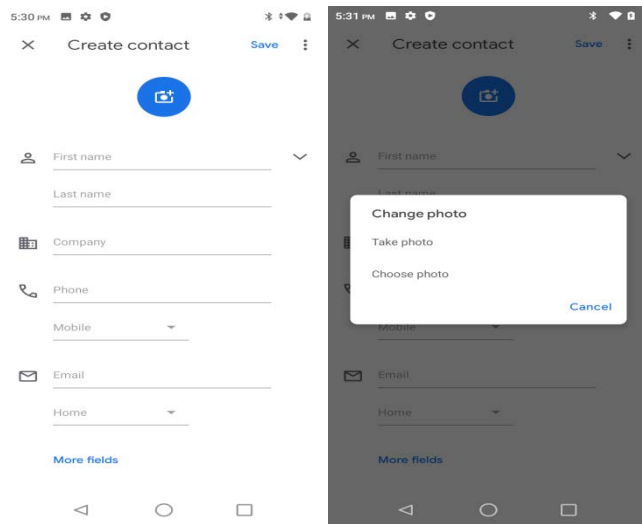 5:30 PM
Create contact
Save
First name
Last name
Company
Phone
Mobile
Email
Home
More fields
5:31 PM
Create contact
Save
First name
Last name
Change photo
Take photo
Choose photo
Cancel
Mobile
Email
Home
More fields